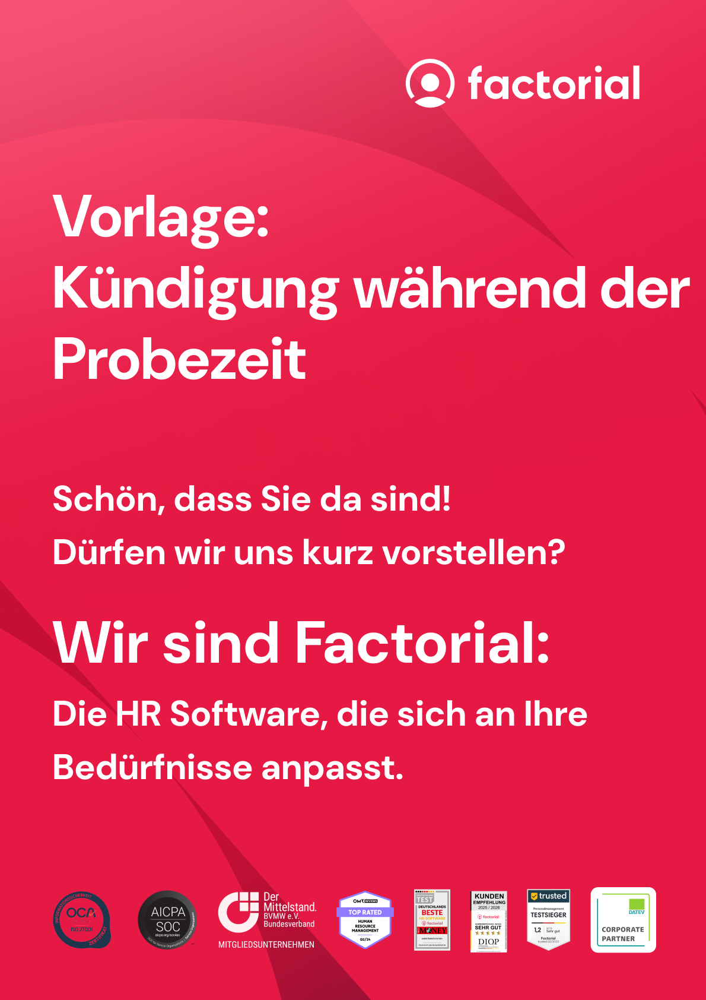 factorial
Vorlage:
Kündigung während der
Probezeit
Schön, dass Sie da sind!
Dürfen wir uns kurz vorstellen?
Wir sind Factorial:
Die HR Software, die sich an Ihre
Bedürfnisse anpasst.
INFORMATIONSSICHERHEIT
OCA
ISO 27001
ZERTIFIKAT
AICPA
SOC
aicpa.org/soc4so
SOC for Service Organizations | Service Organizations
Der
Mittelstand.
BVMW e.V.
Bundesverband
MITGLIEDSUNTERNEHMEN
OMR REVIEWS
TOP RATED
HUMAN
RESOURCE
MANAGEMENT
Q2/24
DEUTSCHLAND
TEST
DEUTSCHLANDS
BESTE
HR-SOFTWARE
factorial
MONEY
KUNDEN
EMPFEHLUNG
2025 / 2026
factorial
SEHR GUT
DIQP
trusted
Personalmanagement
TESTSIEGER
1,2
NOTE
Sehr gut
Factorial
trusted 02/2023
DATEV
CORPORATE
PARTNER